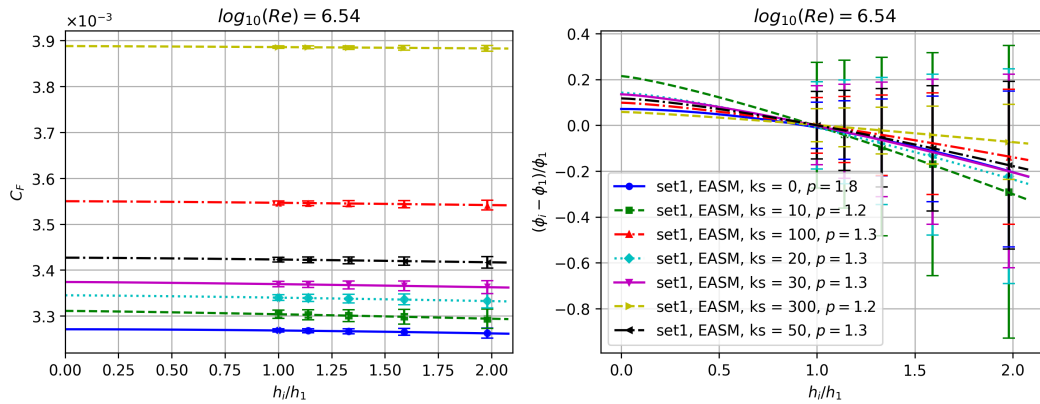 log10(Re) = 6.54
×10⁻³
3.9
3.8
3.7
3.6
3.5
3.4
3.3
C_F
0.00 0.25 0.50 0.75 1.00 1.25 1.50 1.75 2.00
h_i/h_1
log10(Re) = 6.54
0.4
0.2
0.0
−0.2
−0.4
−0.6
−0.8
(ϕ_i − ϕ_1)/ϕ_1
set1, EASM, ks = 0, p = 1.8
set1, EASM, ks = 10, p = 1.2
set1, EASM, ks = 100, p = 1.3
set1, EASM, ks = 20, p = 1.3
set1, EASM, ks = 30, p = 1.3
set1, EASM, ks = 300, p = 1.2
set1, EASM, ks = 50, p = 1.3
0.0 0.5 1.0 1.5 2.0
h_i/h_1